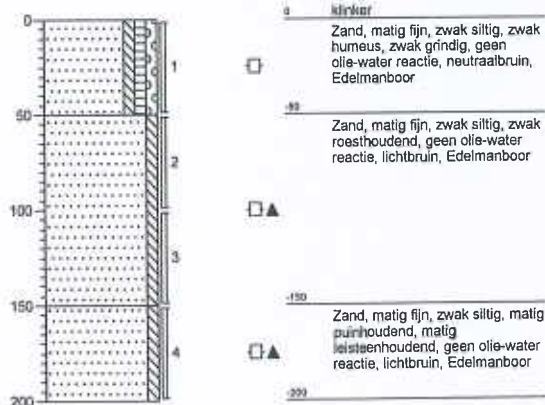 0
50
100
150
200
1
2
3
4
0 klinker
Zand, matig fijn, zwak siltig, zwak
humeus, zwak grindig, geen
olie-water reactie, neutraalbruin,
Edelmanboor
-50
Zand, matig fijn, zwak siltig, zwak
roesthoudend, geen olie-water
reactie, lichtbruin, Edelmanboor
-150
Zand, matig fijn, zwak siltig, matig
puinhoudend, matig
leisteenhoudend, geen olie-water
reactie, lichtbruin, Edelmanboor
-200